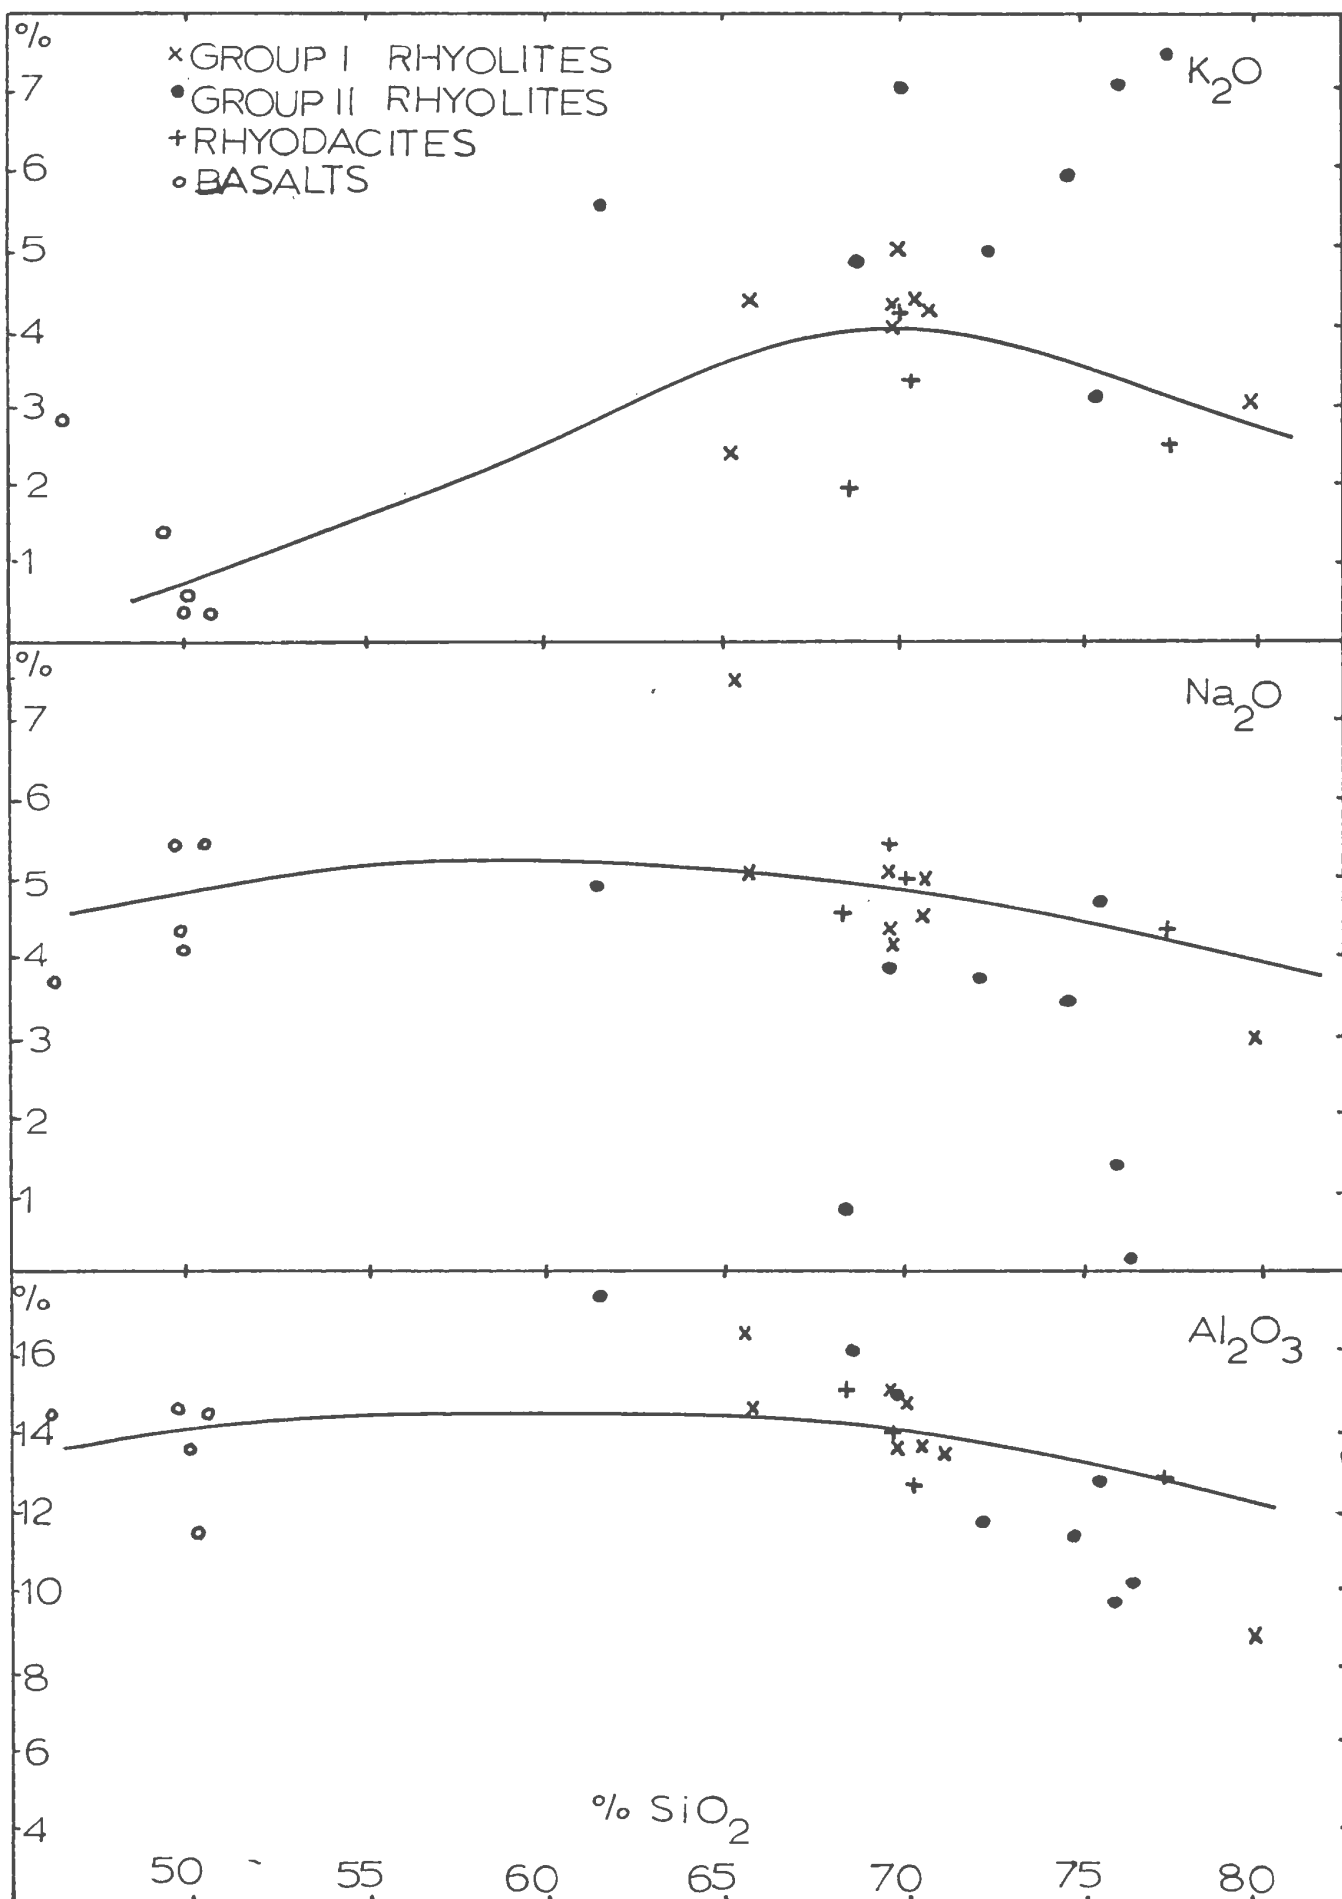 %
× GROUP I RHYOLITES
● GROUP II RHYOLITES
+ RHYODACITES
o BASALTS
K₂O
7
6
5
4
3
2
1
%
Na₂O
7
6
5
4
3
2
1
%
Al₂O₃
16
14
12
10
8
6
4
% SiO₂
50 55 60 65 70 75 80